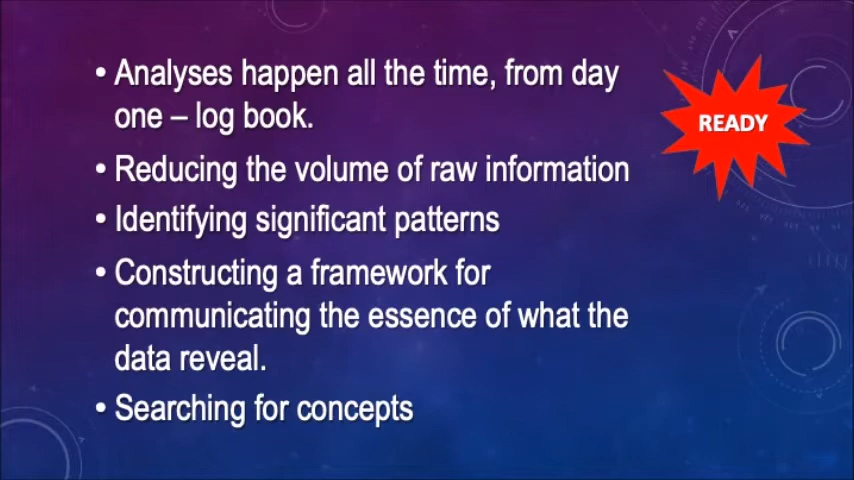 • Analyses happen all the time, from day
one – log book.
READY
• Reducing the volume of raw information
• Identifying significant patterns
• Constructing a framework for
communicating the essence of what the
data reveal.
• Searching for concepts